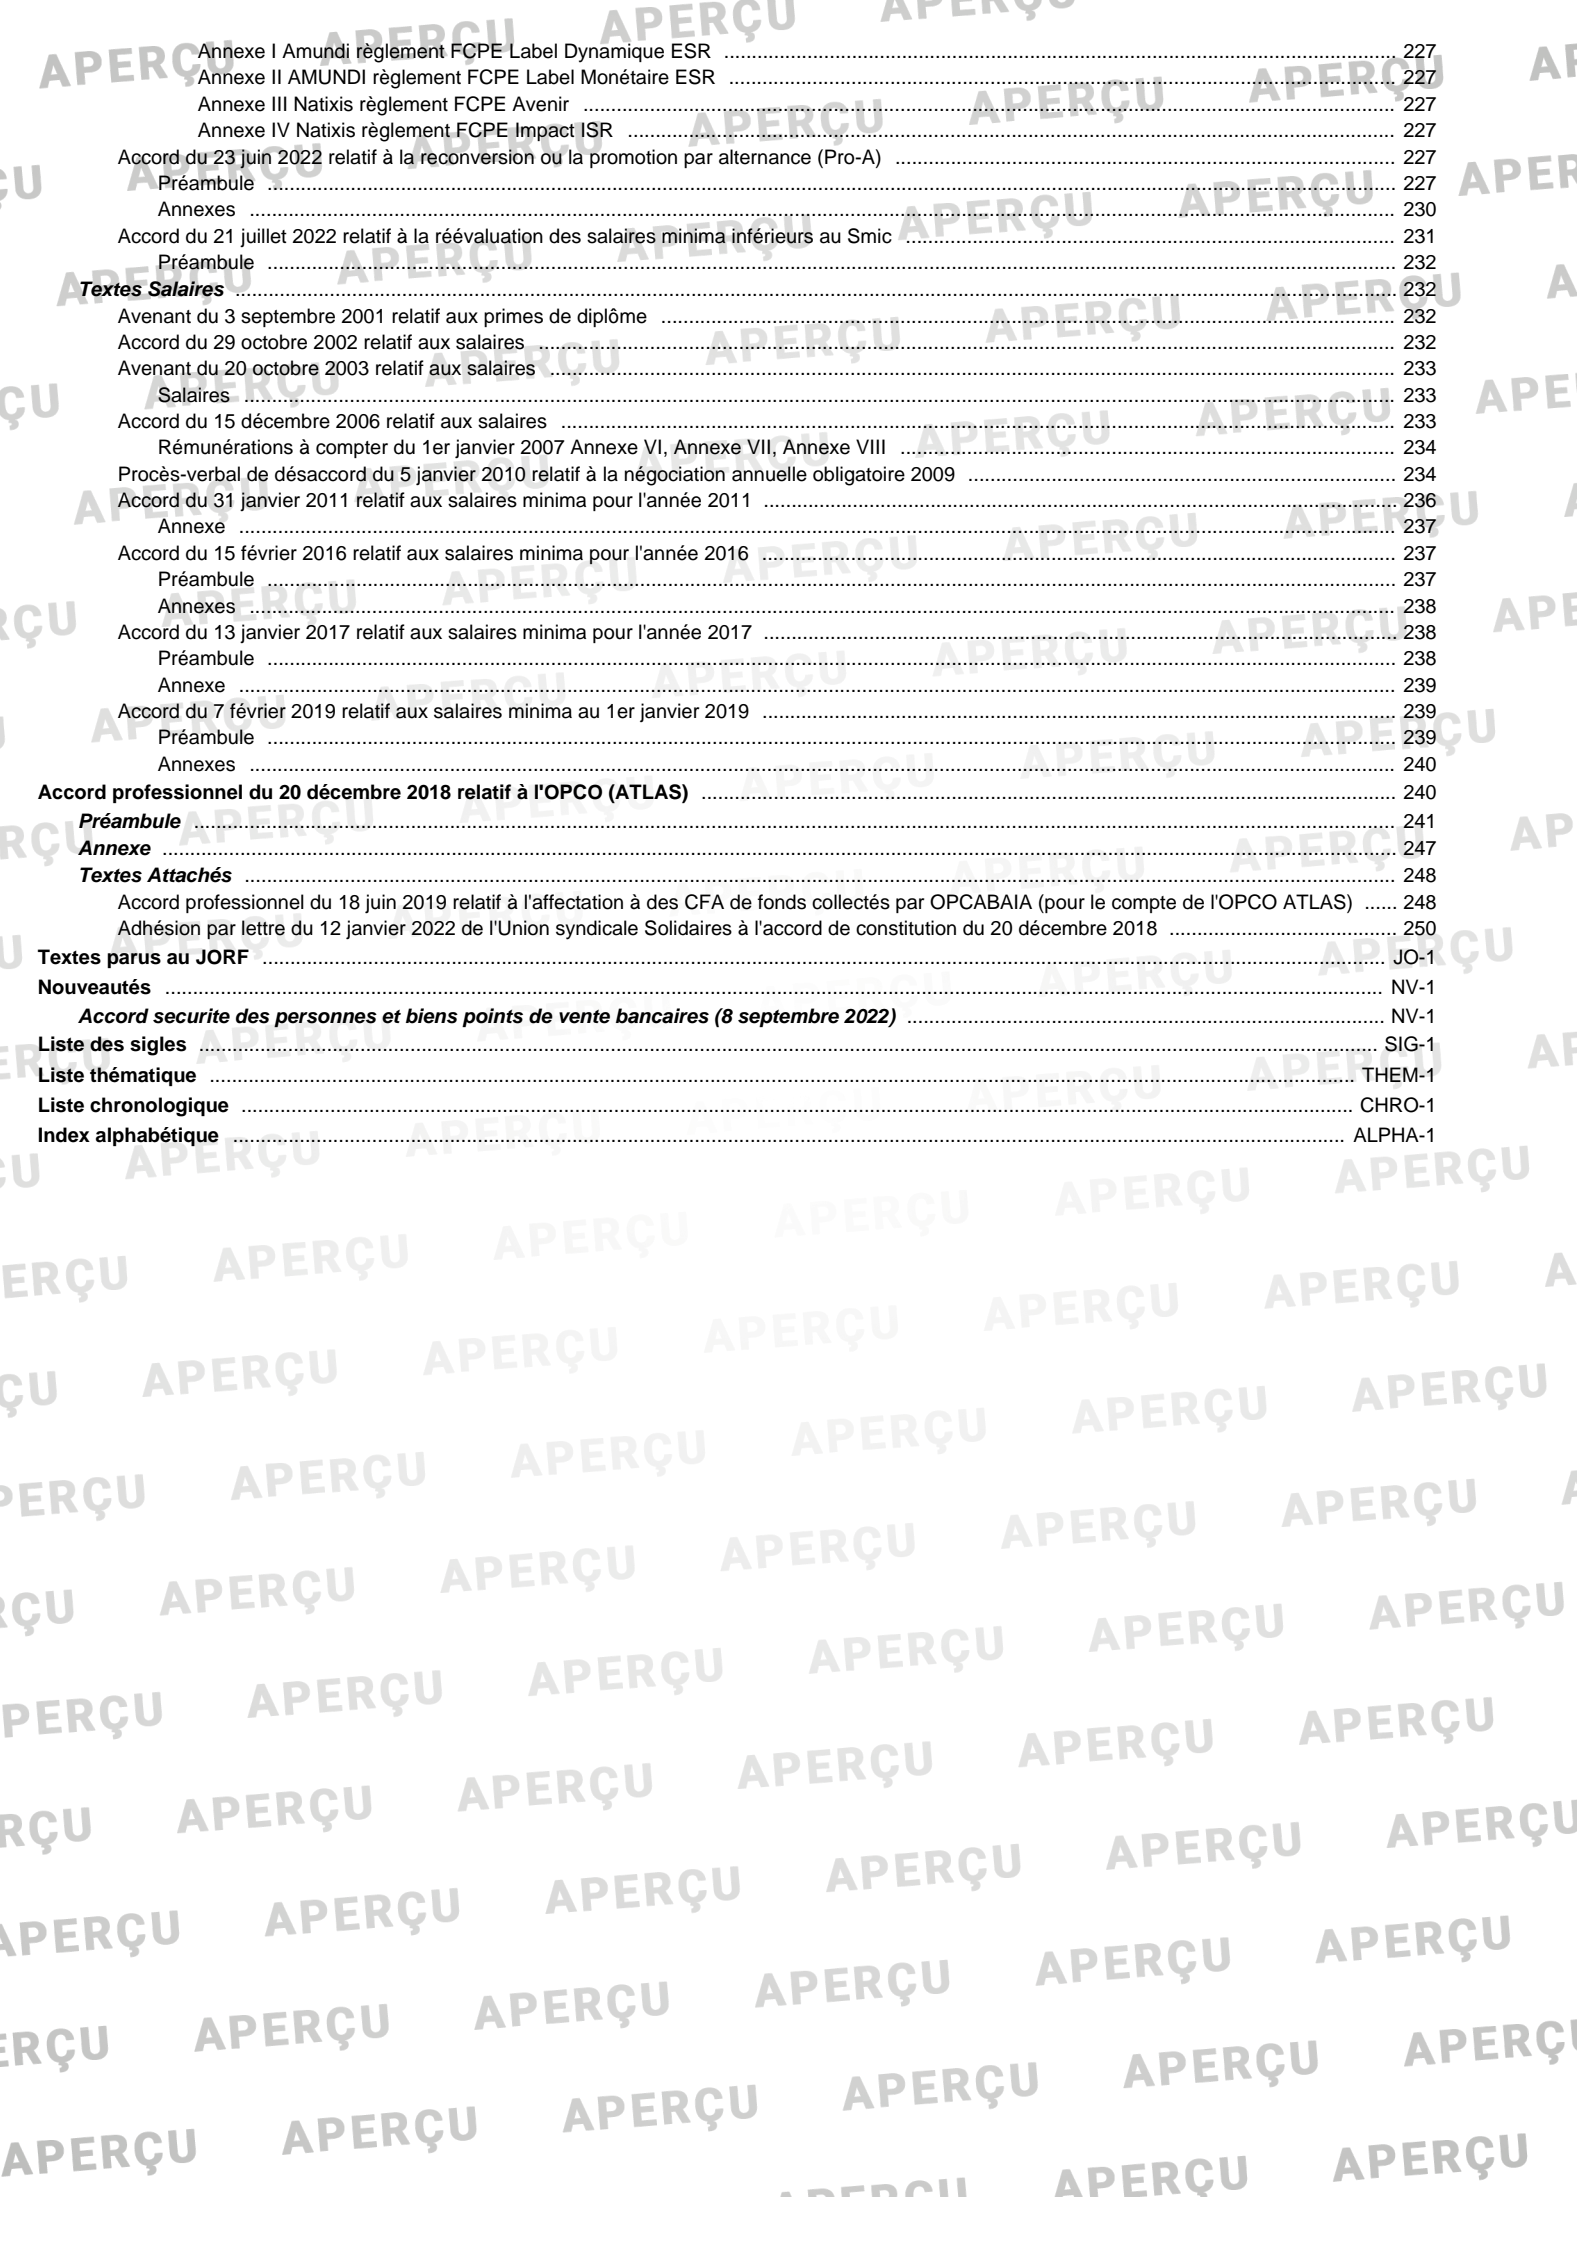 Annexe I Amundi règlement FCPE Label Dynamique ESR ... 227
Annexe II AMUNDI règlement FCPE Label Monétaire ESR ... 227
Annexe III Natixis règlement FCPE Avenir ... 227
Annexe IV Natixis règlement FCPE Impact ISR ... 227
Accord du 23 juin 2022 relatif à la reconversion ou la promotion par alternance (Pro-A) ... 227
Préambule ... 227
Annexes ... 230
Accord du 21 juillet 2022 relatif à la réévaluation des salaires minima inférieurs au Smic ... 231
Préambule ... 232
Textes Salaires ... 232
Avenant du 3 septembre 2001 relatif aux primes de diplôme ... 232
Accord du 29 octobre 2002 relatif aux salaires ... 232
Avenant du 20 octobre 2003 relatif aux salaires ... 233
Salaires ... 233
Accord du 15 décembre 2006 relatif aux salaires ... 233
Rémunérations à compter du 1er janvier 2007 Annexe VI, Annexe VII, Annexe VIII ... 234
Procès-verbal de désaccord du 5 janvier 2010 relatif à la négociation annuelle obligatoire 2009 ... 234
Accord du 31 janvier 2011 relatif aux salaires minima pour l'année 2011 ... 236
Annexe ... 237
Accord du 15 février 2016 relatif aux salaires minima pour l'année 2016 ... 237
Préambule ... 237
Annexes ... 238
Accord du 13 janvier 2017 relatif aux salaires minima pour l'année 2017 ... 238
Préambule ... 238
Annexe ... 239
Accord du 7 février 2019 relatif aux salaires minima au 1er janvier 2019 ... 239
Préambule ... 239
Annexes ... 240
Accord professionnel du 20 décembre 2018 relatif à l'OPCO (ATLAS) ... 240
Préambule ... 241
Annexe ... 247
Textes Attachés ... 248
Accord professionnel du 18 juin 2019 relatif à l'affectation à des CFA de fonds collectés par OPCABAIA (pour le compte de l'OPCO ATLAS) ... 248
Adhésion par lettre du 12 janvier 2022 de l'Union syndicale Solidaires à l'accord de constitution du 20 décembre 2018 ... 250
Textes parus au JORF ... JO-1
Nouveautés ... NV-1
Accord securite des personnes et biens points de vente bancaires (8 septembre 2022) ... NV-1
Liste des sigles ... SIG-1
Liste thématique ... THEM-1
Liste chronologique ... CHRO-1
Index alphabétique ... ALPHA-1
APERÇU